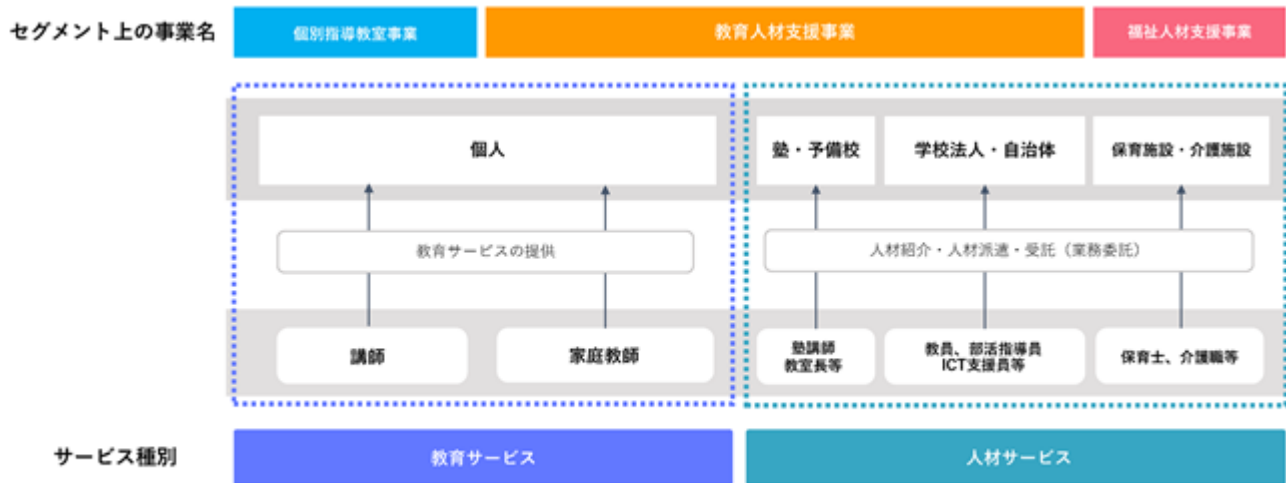 セグメント上の事業名
個別指導教室事業
教育人材支援事業
福祉人材支援事業
個人
塾・予備校
学校法人・自治体
保育施設・介護施設
教育サービスの提供
人材紹介・人材派遣・受託（業務委託）
講師
家庭教師
塾講師
教室長等
教員、部活指導員
ICT支援員等
保育士、介護職等
サービス種別
教育サービス
人材サービス